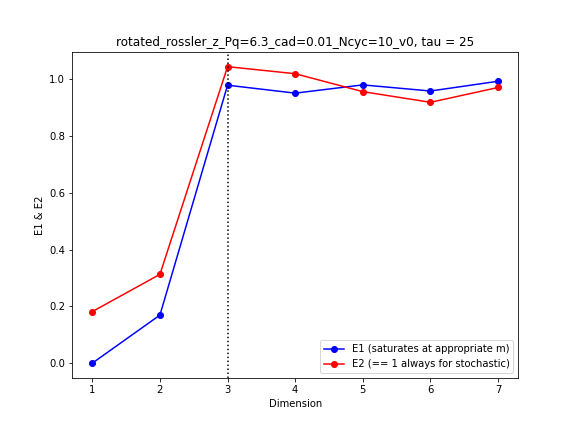 rotated_rossler_z_Pq=6.3_cad=0.01_Ncyc=10_v0, tau = 25
1.0
0.8
0.6
0.4
0.2
0.0
E1 & E2
E1 (saturates at appropriate m)
E2 (== 1 always for stochastic)
1 2 3 4 5 6 7
Dimension